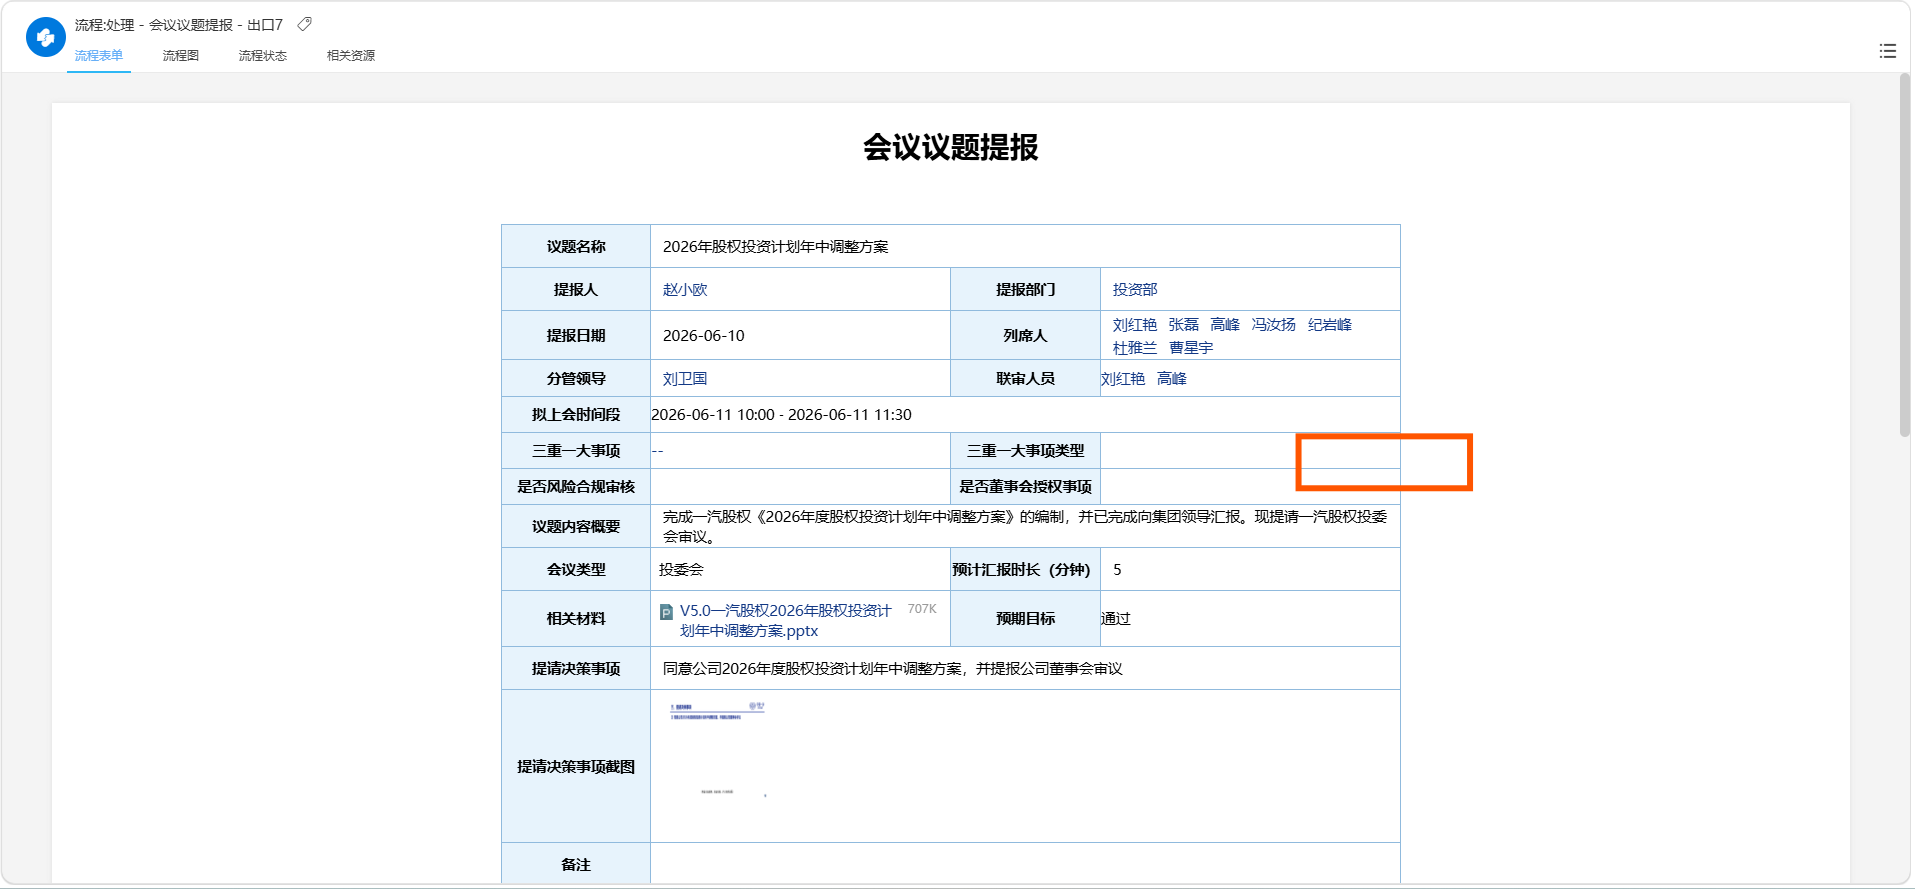 流程:处理 - 会议议题提报 - 出口7
流程表单 流程图 流程状态 相关资源
会议议题提报
议题名称 2026年股权投资计划年中调整方案
提报人 赵小欧 提报部门 投资部
提报日期 2026-06-10 列席人 刘红艳 张磊 高峰 冯汝扬 纪岩峰
杜雅兰 曹星宇
分管领导 刘卫国 联审人员 刘红艳 高峰
拟上会时间段 2026-06-11 10:00 - 2026-06-11 11:30
三重一大事项 -- 三重一大事项类型
是否风险合规审核 是否董事会授权事项
议题内容概要 完成一汽股权《2026年度股权投资计划年中调整方案》的编制，并已完成向集团领导汇报。现提请一汽股权投委
会审议。
会议类型 投委会 预计汇报时长（分钟） 5
相关材料 V5.0一汽股权2026年股权投资计 707K 预期目标 通过
划年中调整方案.pptx
提请决策事项 同意公司2026年度股权投资计划年中调整方案，并提报公司董事会审议
提请决策事项截图
备注